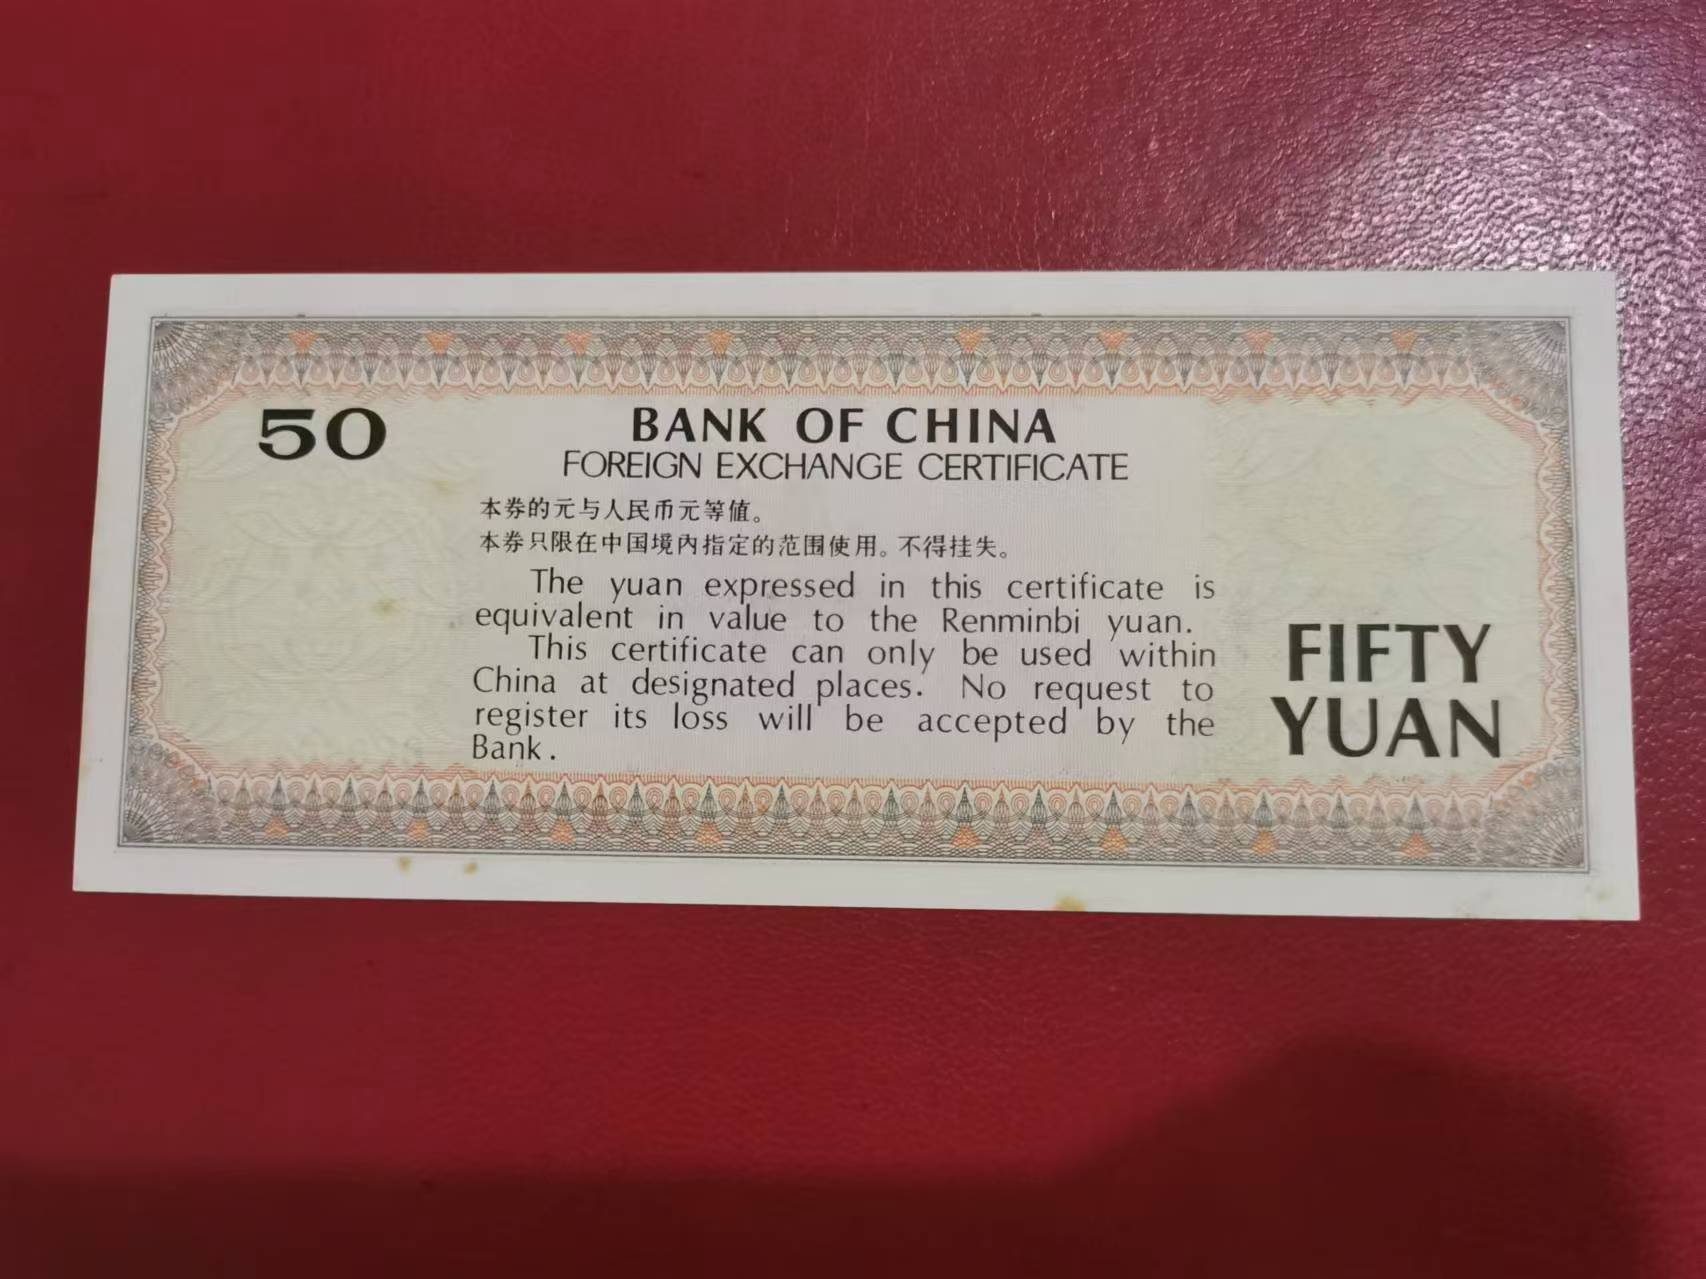 50
BANK OF CHINA
FOREIGN EXCHANGE CERTIFICATE
本券的元与人民币元等值。
本券只限在中国境内指定的范围使用。不得挂失。
The yuan expressed in this certificate is
equivalent in value to the Renminbi yuan.
This certificate can only be used within
China at designated places. No request to
register its loss will be accepted by the
Bank.
FIFTY
YUAN